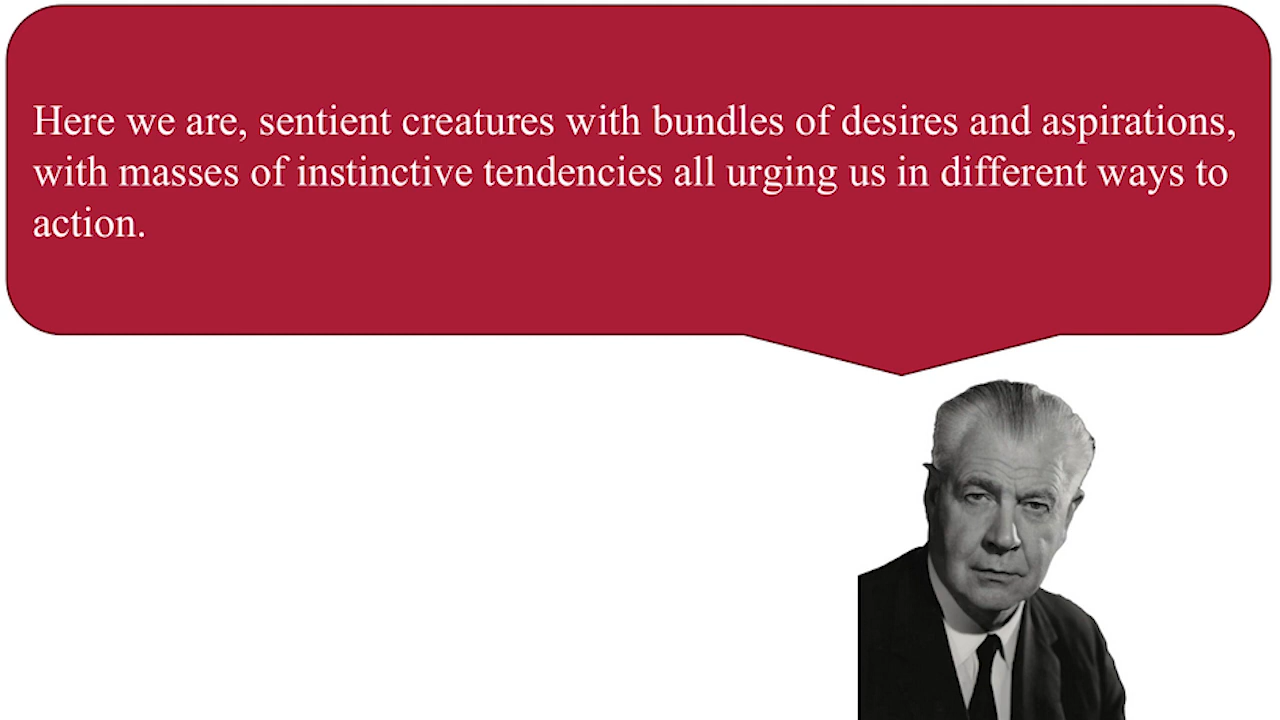 Here we are, sentient creatures with bundles of desires and aspirations,
with masses of instinctive tendencies all urging us in different ways to
action.